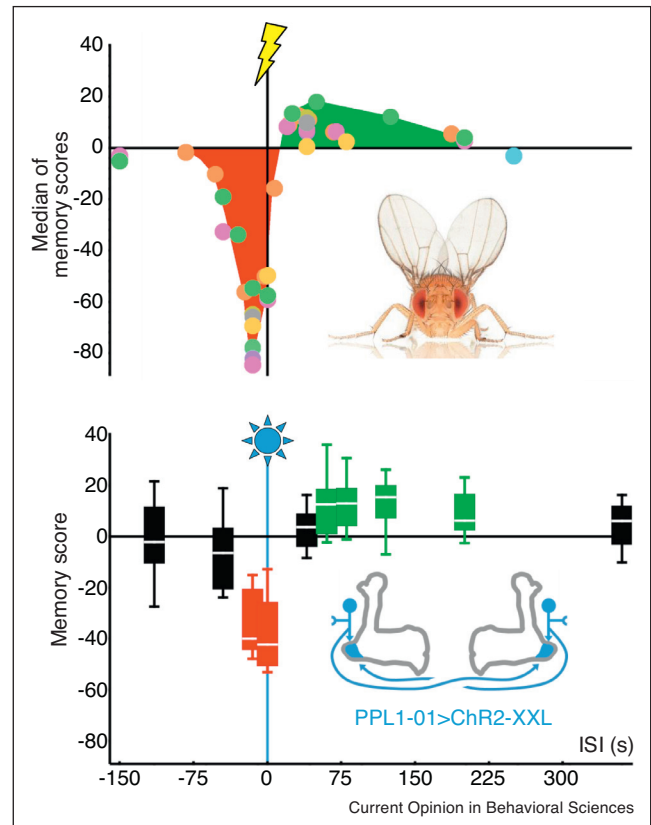 40
20
0
-20
-40
-60
-80
Median of
memory scores
40
20
0
-20
-40
-60
-80
Memory score
PPL1-01>ChR2-XXL
ISI (s)
-150 -75 0 75 150 225 300
Current Opinion in Behavioral Sciences